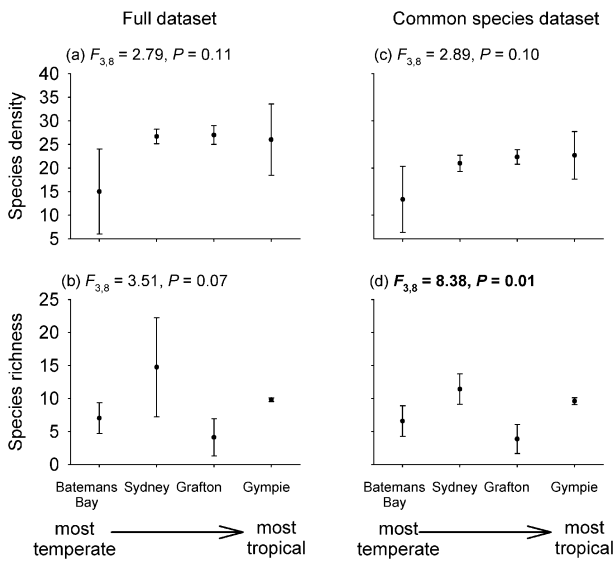 Full dataset
Common species dataset
(a) F3,8 = 2.79, P = 0.11
(c) F3,8 = 2.89, P = 0.10
Species density
40
35
30
25
20
15
10
5
(b) F3,8 = 3.51, P = 0.07
(d) F3,8 = 8.38, P = 0.01
Species richness
25
20
15
10
5
0
Batemans
Bay
Sydney
Grafton
Gympie
Batemans
Bay
Sydney
Grafton
Gympie
most
temperate
most
tropical
most
temperate
most
tropical